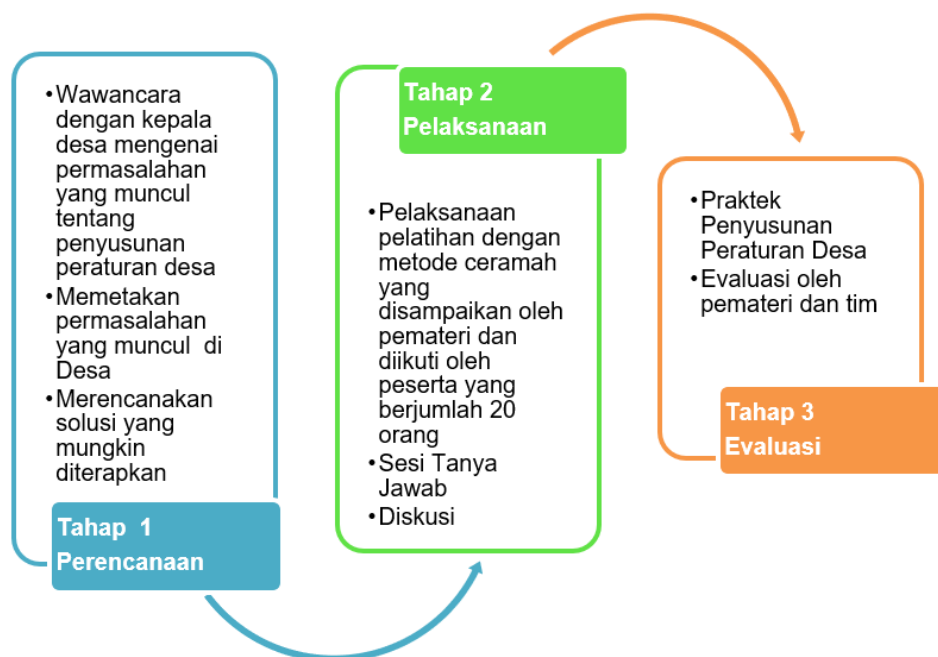 •Wawancara
dengan kepala
desa mengenai
permasalahan
yang muncul
tentang
penyusunan
peraturan desa
•Memetakan
permasalahan
yang muncul di
Desa
•Merencanakan
solusi yang
mungkin
diterapkan
Tahap 1
Perencanaan
Tahap 2
Pelaksanaan
•Pelaksanaan
pelatihan dengan
metode ceramah
yang
disampaikan oleh
pemateri dan
diikuti oleh
peserta yang
berjumlah 20
orang
•Sesi Tanya
Jawab
•Diskusi
•Praktek
Penyusunan
Peraturan Desa
•Evaluasi oleh
pemateri dan tim
Tahap 3
Evaluasi